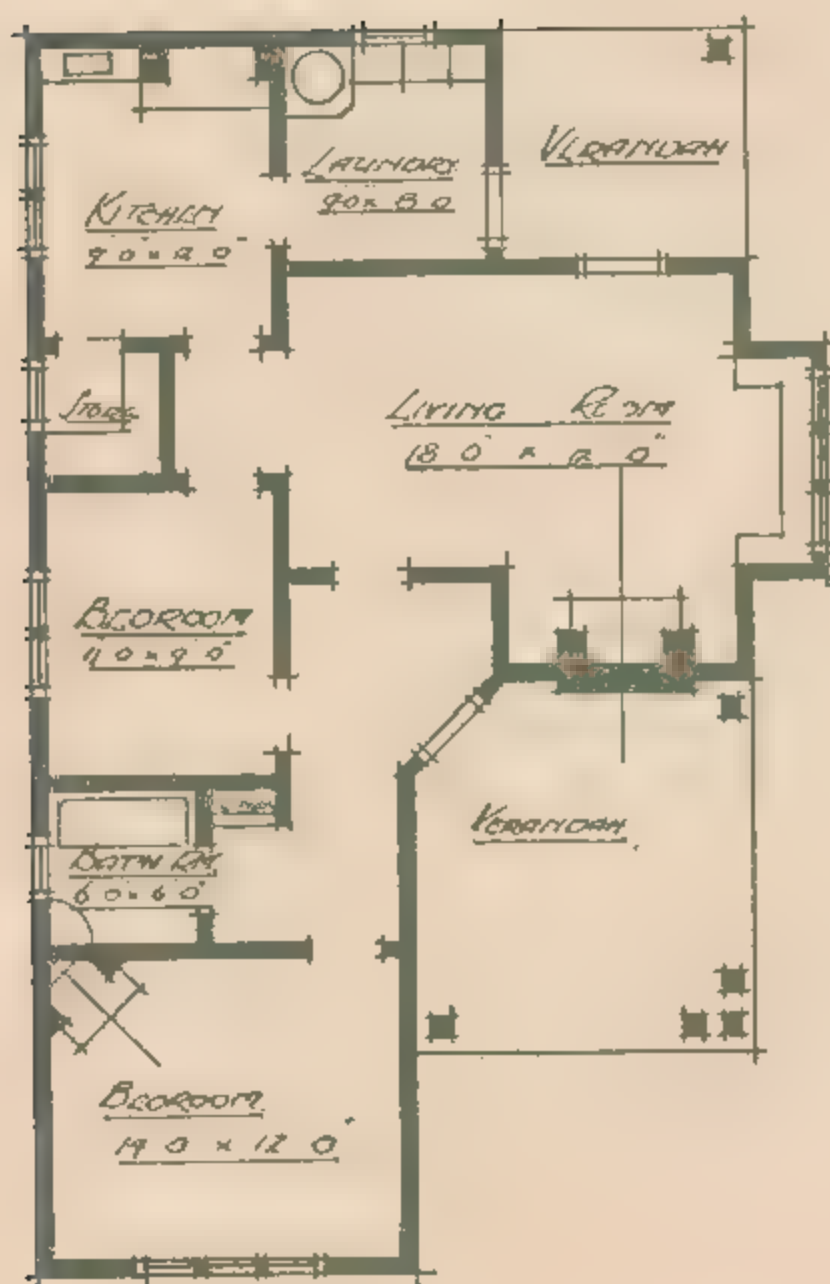 KITCHEN
9 0" x 9 0"
LAUNDRY
9 0 x 8 0
VERANDAH
STORE
LIVING ROOM
18 0" x 12 0"
BEDROOM
11 0 x 9 0"
BATH RM
6 0 x 6 0"
VERANDAH
BEDROOM
14 0 x 12 0"